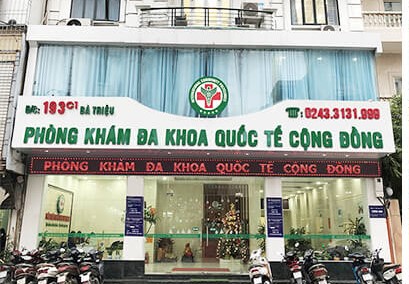 Đ/c: 193C1 BÀ TRIỆU
☎: 0243.3131.999
PHÒNG KHÁM ĐA KHOA QUỐC TẾ CỘNG ĐỒNG
PHÒNG KHÁM ĐA KHOA QUỐC TẾ CỘNG ĐỒNG